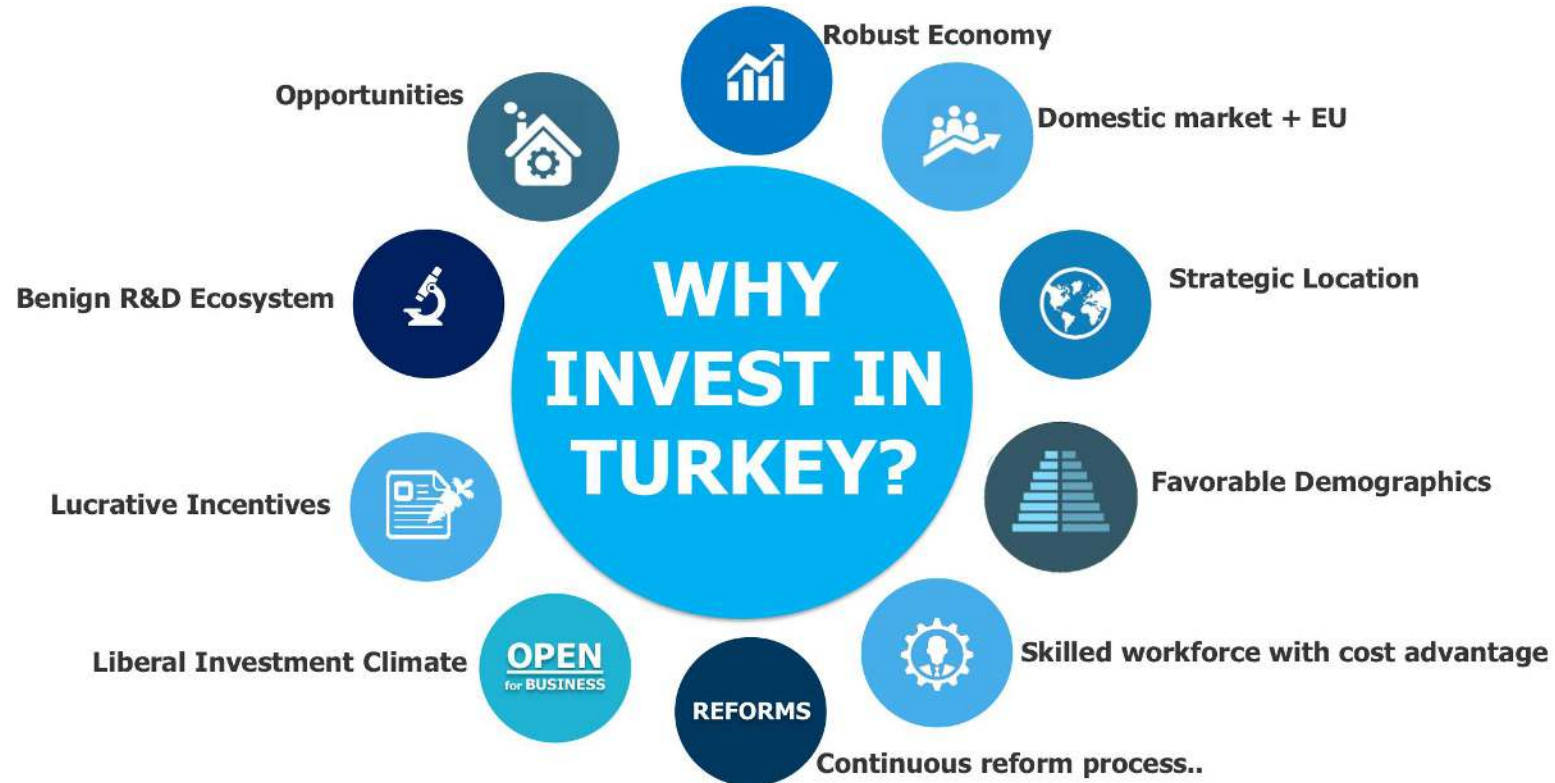 Robust Economy
Opportunities
Domestic market + EU
WHY
INVEST IN
TURKEY?
Strategic Location
Benign R&D Ecosystem
Favorable Demographics
Lucrative Incentives
Skilled workforce with cost advantage
Liberal Investment Climate
OPEN
for BUSINESS
REFORMS
Continuous reform process..